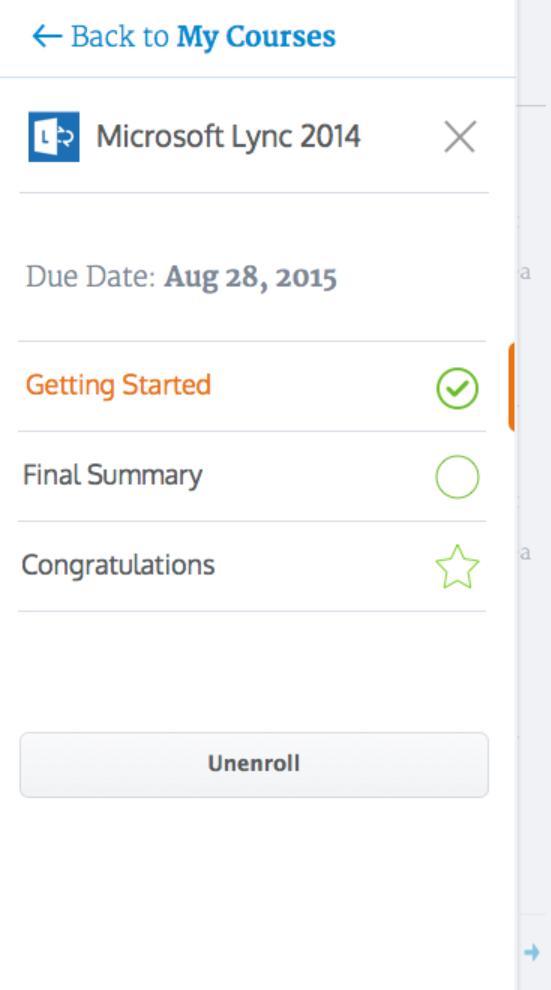 ← Back to My Courses
L
Microsoft Lync 2014
Due Date: Aug 28, 2015
a
Getting Started
Final Summary
a
Congratulations
Unenroll